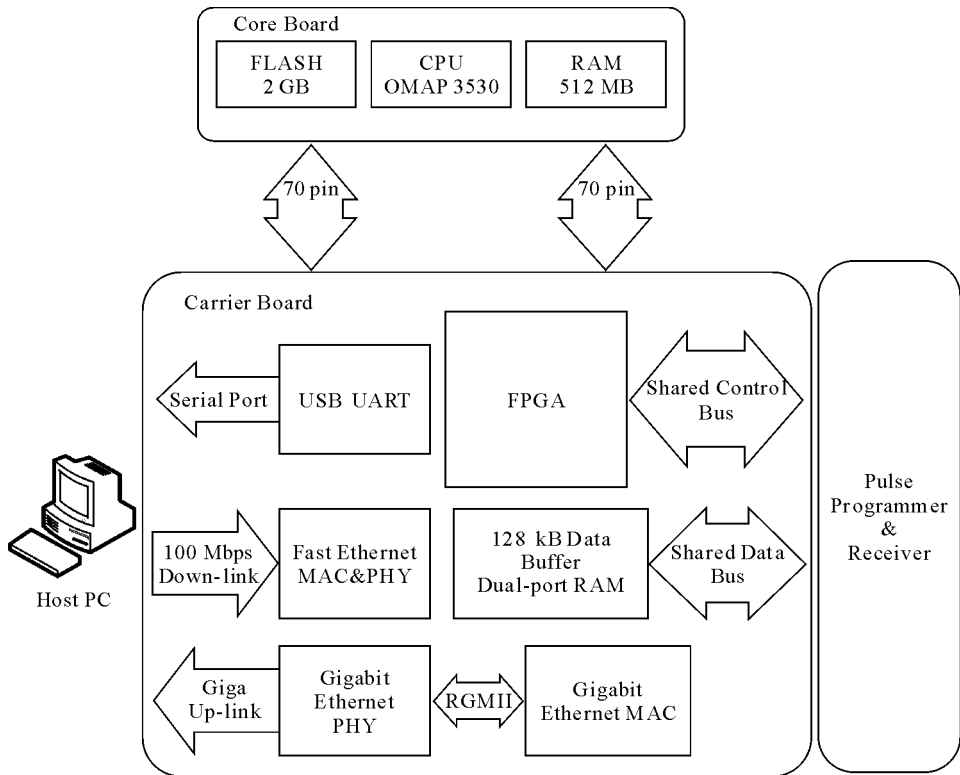 Core Board
FLASH
2 GB
CPU
OMAP 3530
RAM
512 MB
70 pin
70 pin
Carrier Board
Serial Port
USB UART
FPGA
Shared Control
Bus
Pulse
Programmer
&
Receiver
Host PC
100 Mbps
Down-link
Fast Ethernet
MAC&PHY
128 kB Data
Buffer
Dual-port RAM
Shared Data
Bus
Giga
Up-link
Gigabit
Ethernet
PHY
RGMII
Gigabit
Ethernet MAC